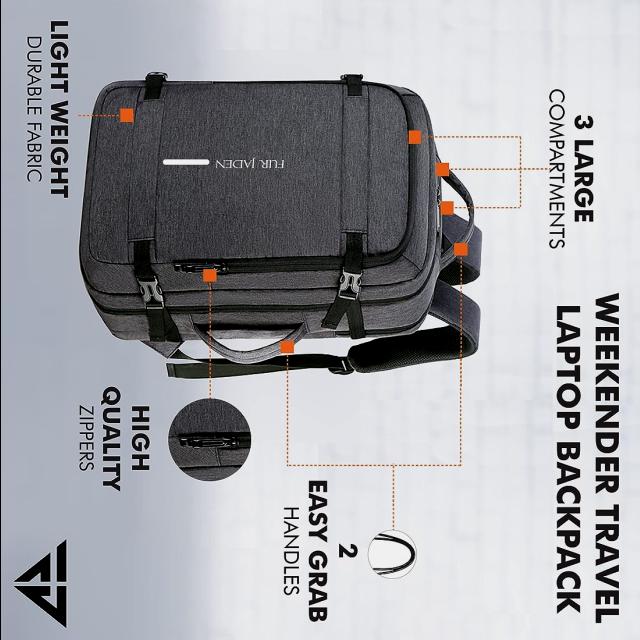 WEEKENDER TRAVEL
LAPTOP BACKPACK
3 LARGE
COMPARTMENTS
FUR JADEN
2
EASY GRAB
HANDLES
HIGH
QUALITY
ZIPPERS
LIGHT WEIGHT
DURABLE FABRIC